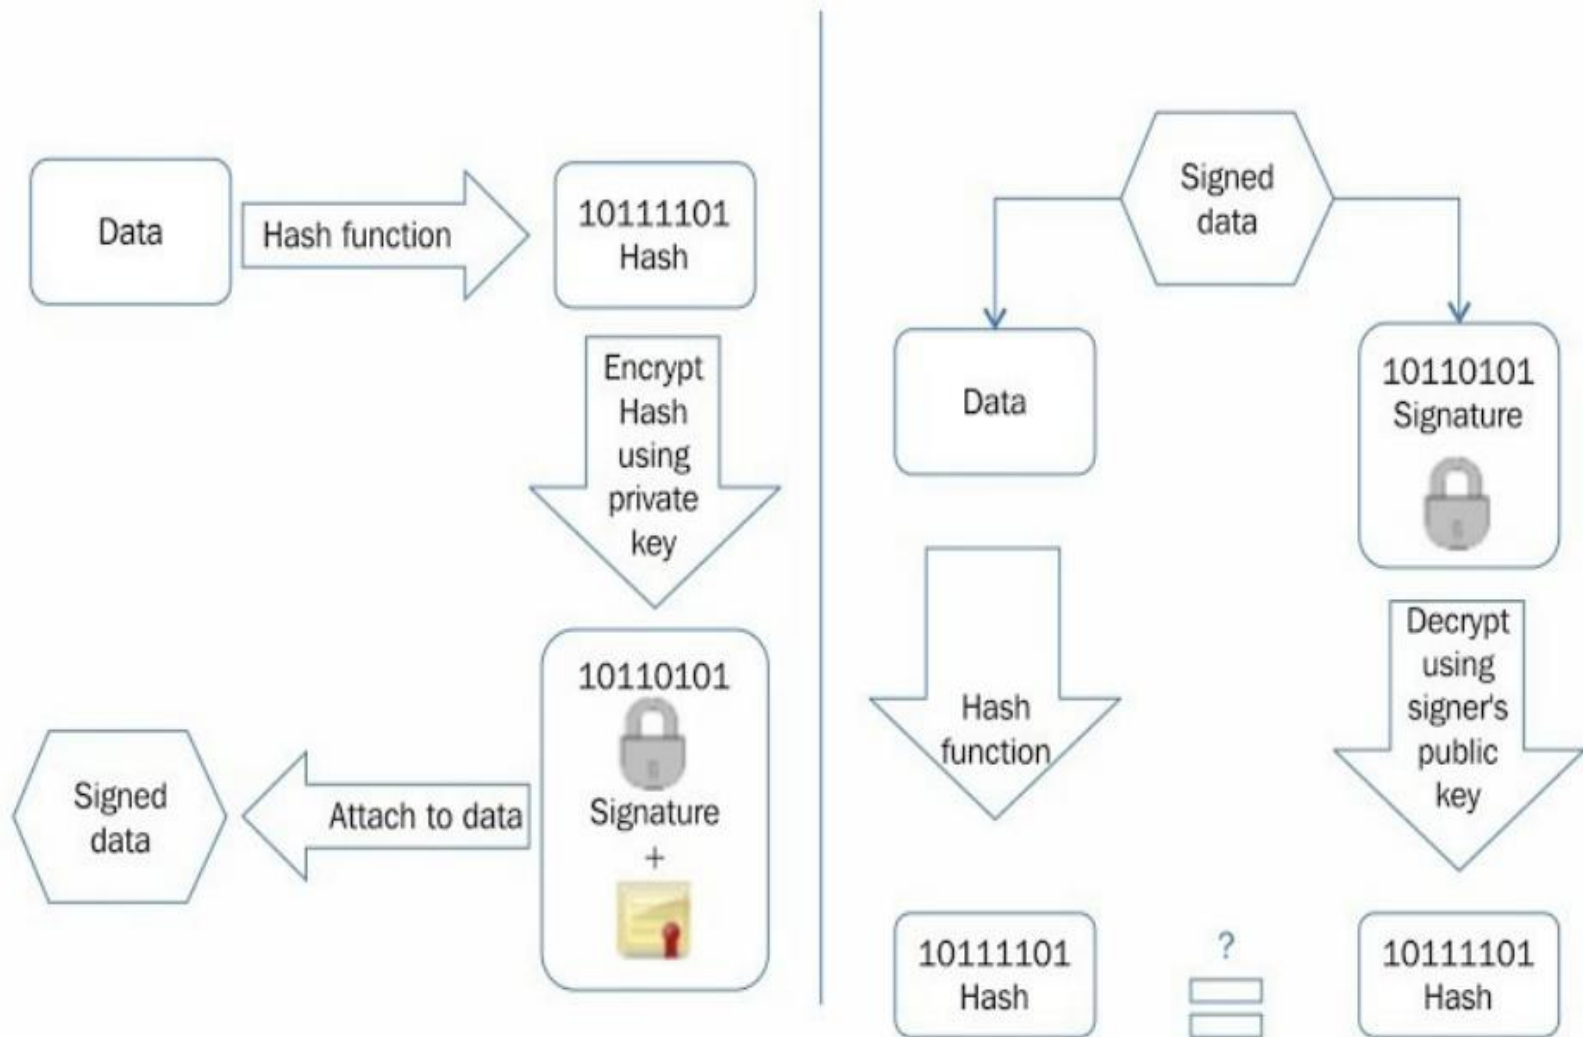 Data
Hash function
10111101
Hash
Encrypt
Hash
using
private
key
10110101
Signature
+
Attach to data
Signed
data
Signed
data
Data
10110101
Signature
Hash
function
Decrypt
using
signer's
public
key
10111101
Hash
?
10111101
Hash